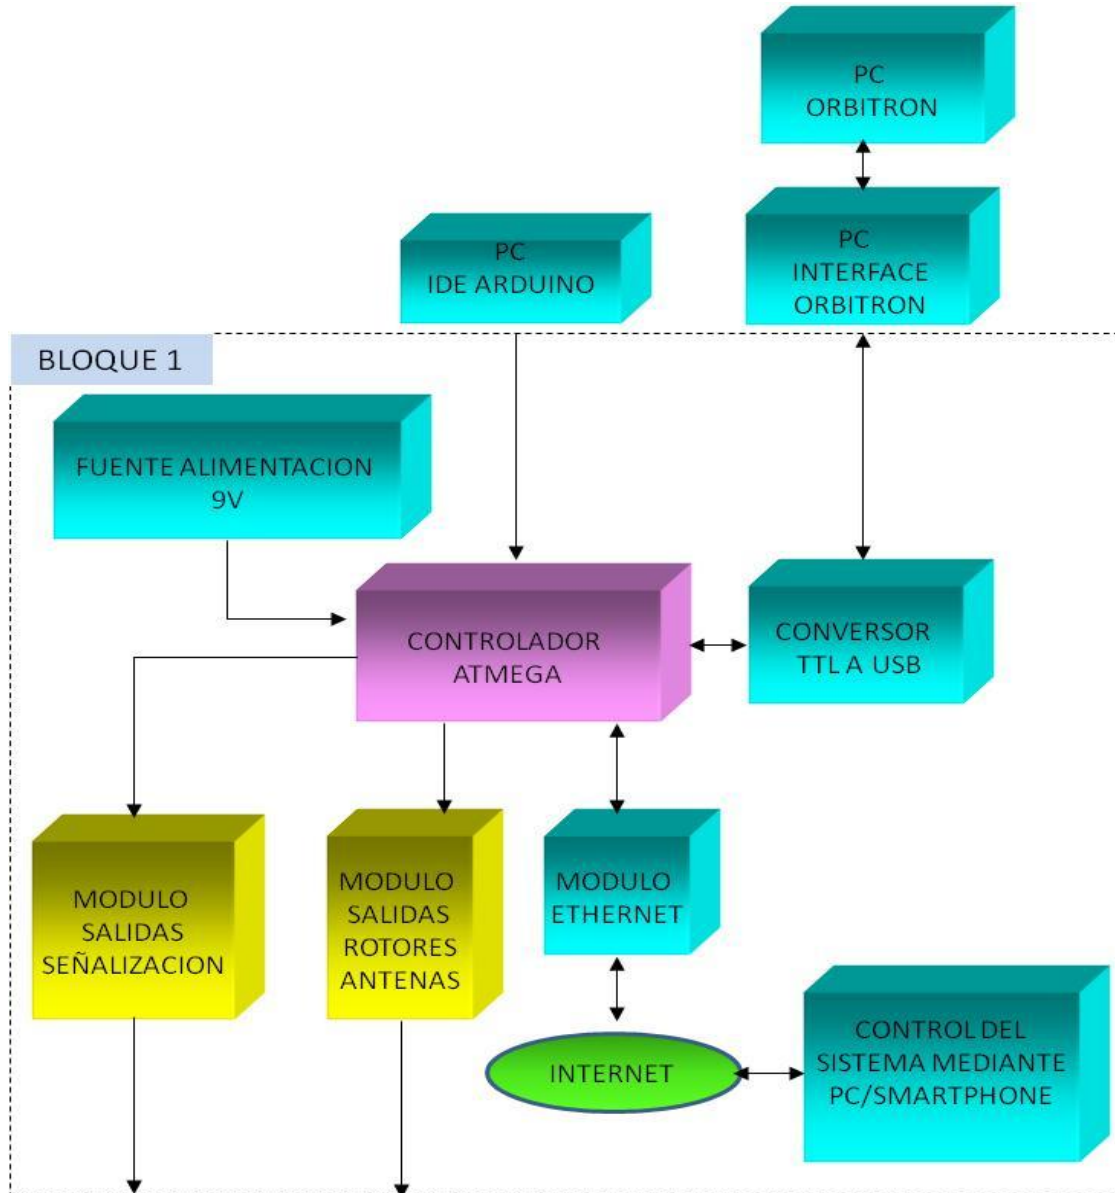 PC
ORBITRON
PC
IDE ARDUINO
PC
INTERFACE
ORBITRON
BLOQUE 1
FUENTE ALIMENTACION
9V
CONTROLADOR
ATMEGA
CONVERSOR
TTL A USB
MODULO
SALIDAS
SEÑALIZACION
MODULO
SALIDAS
ROTORES
ANTENAS
MODULO
ETHERNET
INTERNET
CONTROL DEL
SISTEMA MEDIANTE
PC/SMARTPHONE